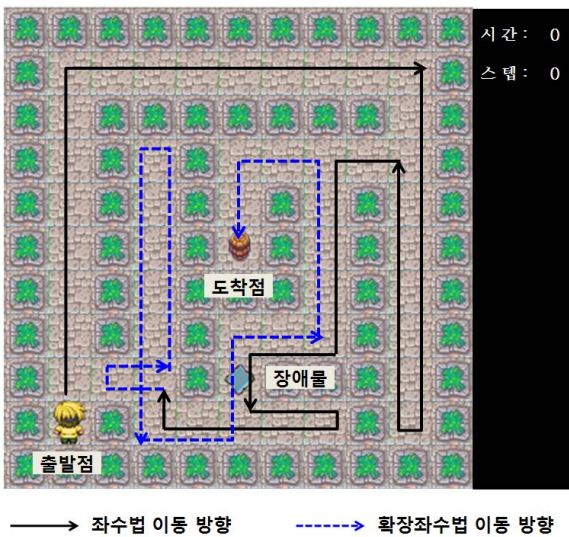 시간: 0
스텝: 0
도착점
장애물
출발점
좌수법 이동 방향
확장좌수법 이동 방향